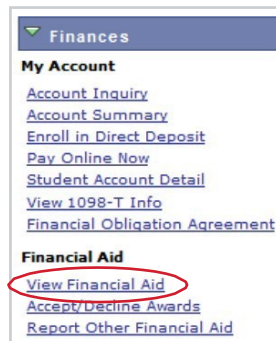 Finances
My Account
Account Inquiry
Account Summary
Enroll in Direct Deposit
Pay Online Now
Student Account Detail
View 1098-T Info
Financial Obligation Agreement
Financial Aid
View Financial Aid
Accept/Decline Awards
Report Other Financial Aid